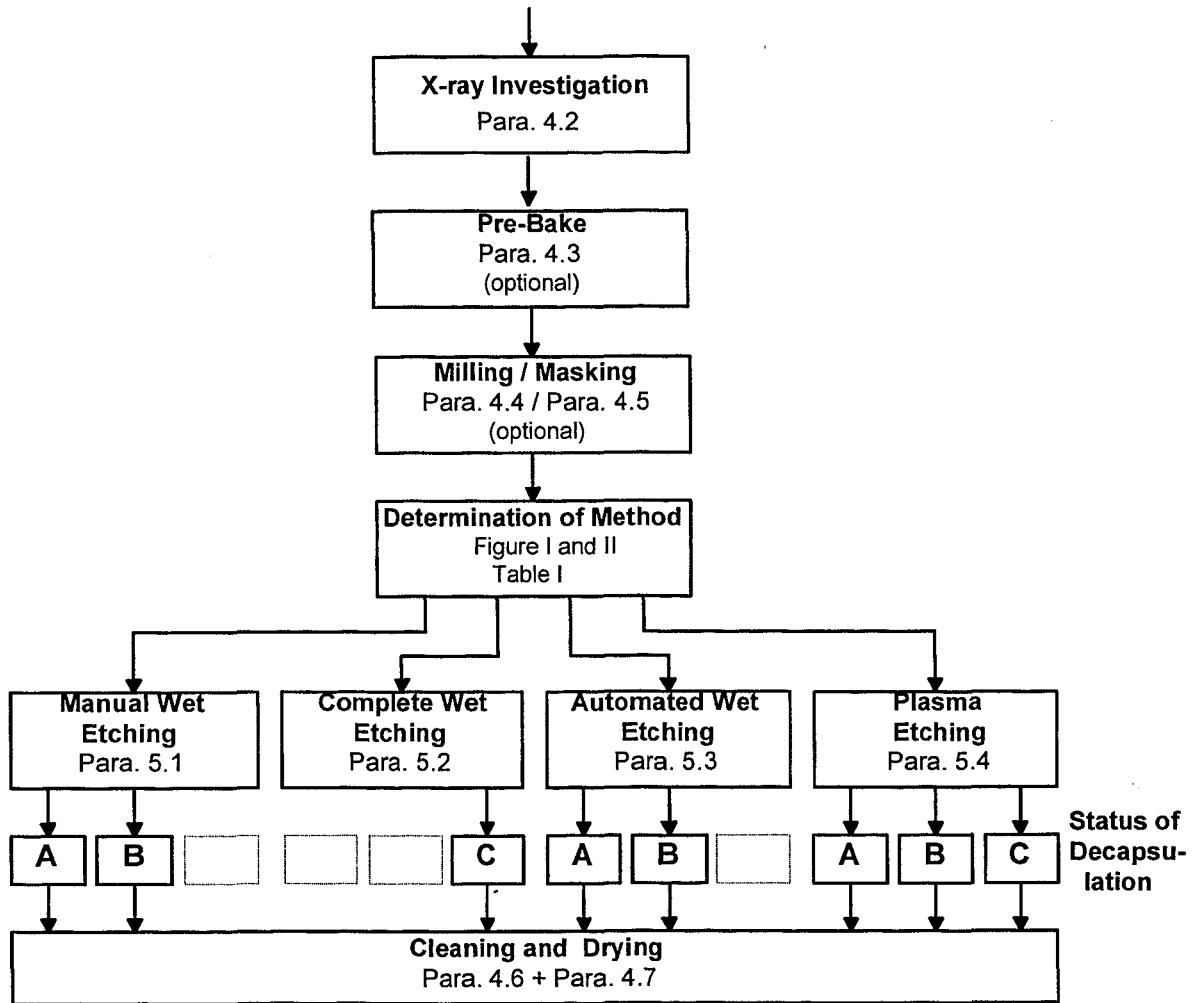 X-ray Investigation
Para. 4.2
Pre-Bake
Para. 4.3
(optional)
Milling / Masking
Para. 4.4 / Para. 4.5
(optional)
Determination of Method
Figure I and II
Table I
Manual Wet
Etching
Para. 5.1
Complete Wet
Etching
Para. 5.2
Automated Wet
Etching
Para. 5.3
Plasma
Etching
Para. 5.4
A B C A B A B C
Status of
Decapsu-
lation
Cleaning and Drying
Para. 4.6 + Para. 4.7